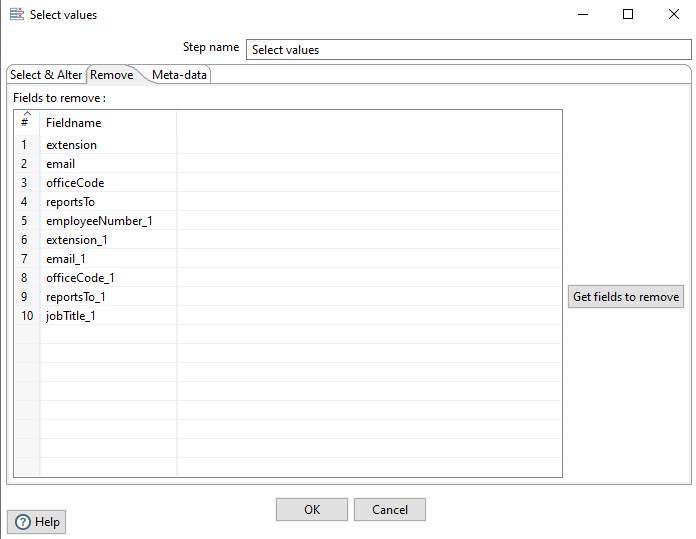 Select values
Step name Select values
Select & Alter Remove Meta-data
Fields to remove :
# Fieldname
1 extension
2 email
3 officeCode
4 reportsTo
5 employeeNumber_1
6 extension_1
7 email_1
8 officeCode_1
9 reportsTo_1
10 jobTitle_1
Get fields to remove
OK Cancel
? Help